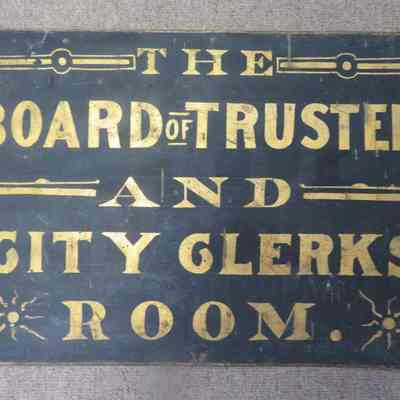 THE
BOARD OF TRUSTEE
AND
CITY CLERKS
ROOM.